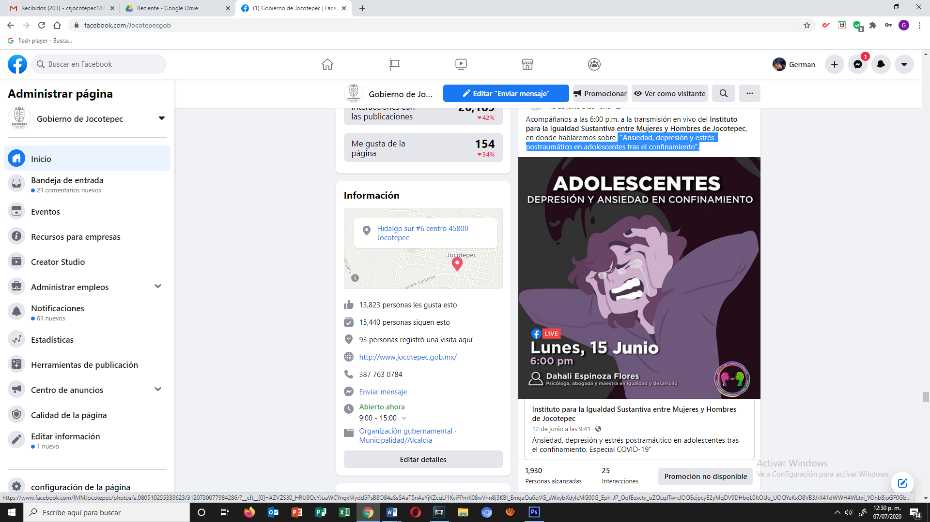 Recibidos (203) - csjocotepec18
Reciente - Google Drive
(1) Gobierno de Jocotepec | Face
facebook.com/Jocotepecgob
Flash player - Busca...
Buscar en Facebook
German
1
Administrar página
Gobierno de Jocotepec
Inicio
Bandeja de entrada
21 comentarios nuevos
Eventos
Recursos para empresas
Creator Studio
Administrar empleos
Notificaciones
61 nuevos
Estadísticas
Herramientas de publicación
Centro de anuncios
Calidad de la página
Editar información
1 nuevo
configuración de la página
Gobierno de Jo...
Editar "Enviar mensaje"
Promocionar
Ver como visitante
Interacciones con
las publicaciones
42%
Me gusta de la
página
154
34%
Información
Hidalgo sur #6 centro 45800
Jocotepec
Jocotepec
13,823 personas les gusta esto
15,440 personas siguen esto
93 personas registró una visita aquí
http://www.jocotepec.gob.mx/
387 763 0784
Enviar mensaje
Abierto ahora
9:00 - 15:00
Organización gubernamental ·
Municipalidad/Alcaldía
Editar detalles
Acompáñanos a las 6:00 p.m. a la transmisión en vivo del Instituto
para la Igualdad Sustantiva entre Mujeres y Hombres de Jocotepec,
en donde hablaremos sobre "Ansiedad, depresión y estrés
postraumático en adolescentes tras el confinamiento".
ADOLESCENTES
DEPRESIÓN Y ANSIEDAD EN CONFINAMIENTO
LIVE
Lunes, 15 Junio
6:00 pm
Dahali Espinoza Flores
Psicóloga, abogada y maestra en igualdad y desarrollo
Instituto para la Igualdad Sustantiva entre Mujeres y Hombres
de Jocotepec
12 de junio a las 9:41 ·
Ansiedad, depresión y estrés postramáutico en adolescentes tras
el confinamiento. Especial COVID-19"
1,930
Personas alcanzadas
25
Interacciones
Promoción no disponible
Activar Windows
Ve a Configuración para activar Windows.
Escribe aquí para buscar
12:30 p. m.
07/07/2020